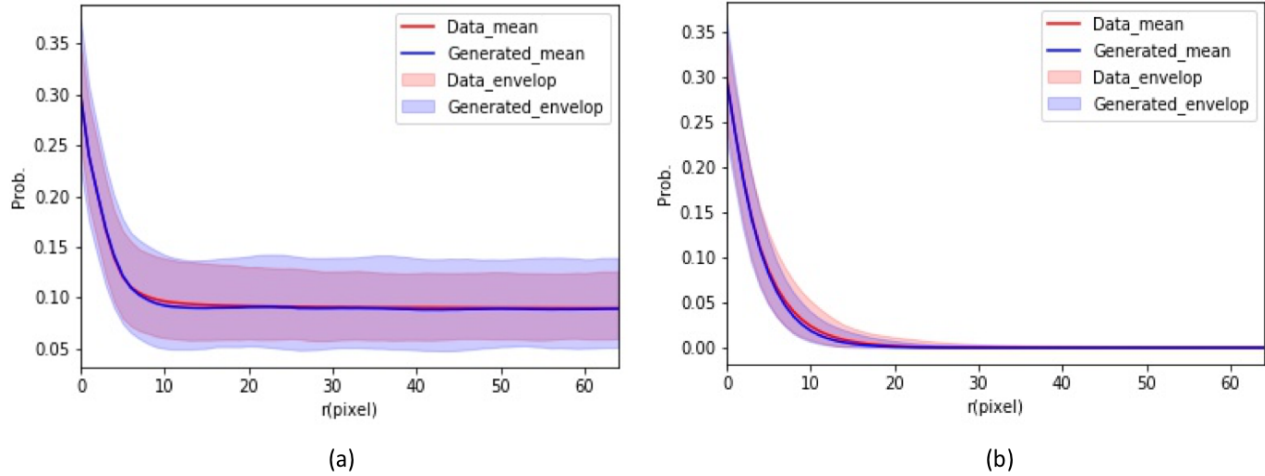 0.35
0.30
0.25
0.20
0.15
0.10
0.05
Prob.
0
10
20
30
40
50
60
r(pixel)
Data_mean
Generated_mean
Data_envelop
Generated_envelop
(a)
0.35
0.30
0.25
0.20
0.15
0.10
0.05
0.00
Prob.
0
10
20
30
40
50
60
r(pixel)
Data_mean
Generated_mean
Data_envelop
Generated_envelop
(b)